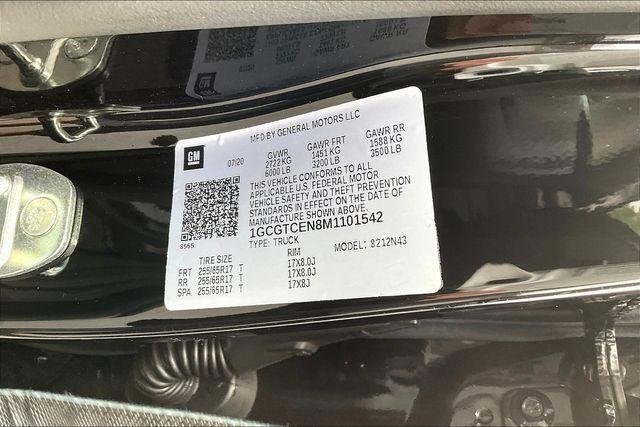 GM
MFD BY GENERAL MOTORS LLC
07/20
GVWR GAWR FRT GAWR RR
2722 KG 1451 KG 1588 KG
6000 LB 3200 LB 3500 LB
THIS VEHICLE CONFORMS TO ALL
APPLICABLE U.S. FEDERAL MOTOR
VEHICLE SAFETY AND THEFT PREVENTION
STANDARDS IN EFFECT ON THE DATE OF
MANUFACTURE SHOWN ABOVE.
1GCGTCEN8M1101542
8555
TYPE: TRUCK MODEL: 8212N43
TIRE SIZE RIM
FRT 255/65R17 T 17X8.0J
RR 255/65R17 T 17X8.0J
SPA 255/65R17 T 17X8J